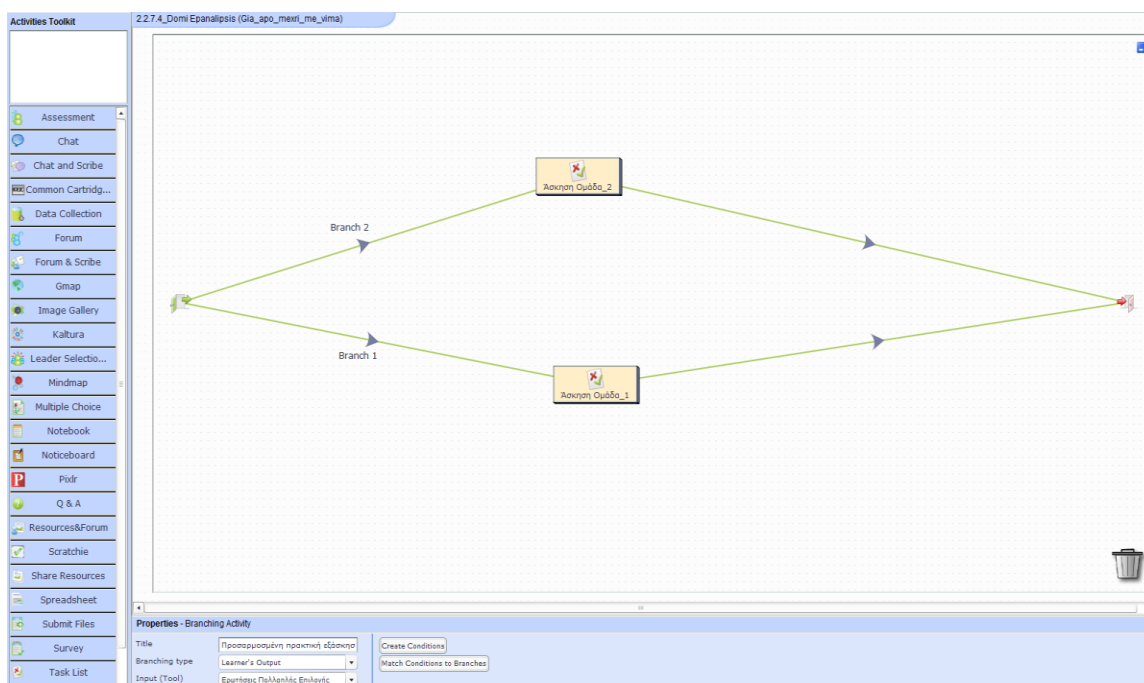 Activities Toolkit
2.2.7.4_Domi Epanalipsis (Gia_apo_mexri_me_vima)
Assessment
Chat
Chat and Scribe
Common Cartridg...
Data Collection
Forum
Forum & Scribe
Gmap
Image Gallery
Kaltura
Leader Selectio...
Mindmap
Multiple Choice
Notebook
Noticeboard
Pixlr
Q & A
Resources&Forum
Scratchie
Share Resources
Spreadsheet
Submit Files
Survey
Task List
Άσκηση Ομάδα_2
Branch 2
Branch 1
Άσκηση Ομάδα_1
Properties - Branching Activity
Title
Προσαρμοσμένη πρακτική εξάσκησ
Create Conditions
Branching type
Learner's Output
Match Conditions to Branches
Input (Tool)
Ερωτήσεις Πολλαπλής Επιλογής